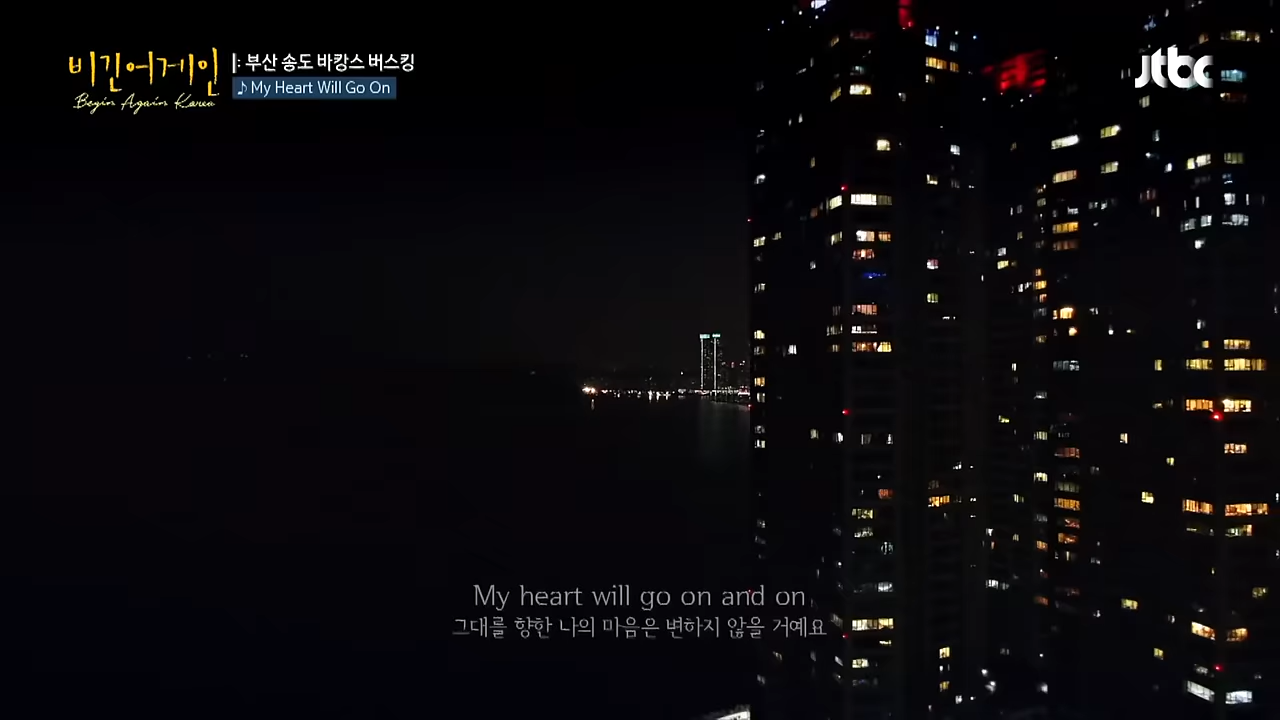 비긴어게인
Begin Again Korea
부산 송도 바캉스 버스킹
♪ My Heart Will Go On
jtbc
My heart will go on and on
그대를 향한 나의 마음은 변하지 않을 거예요